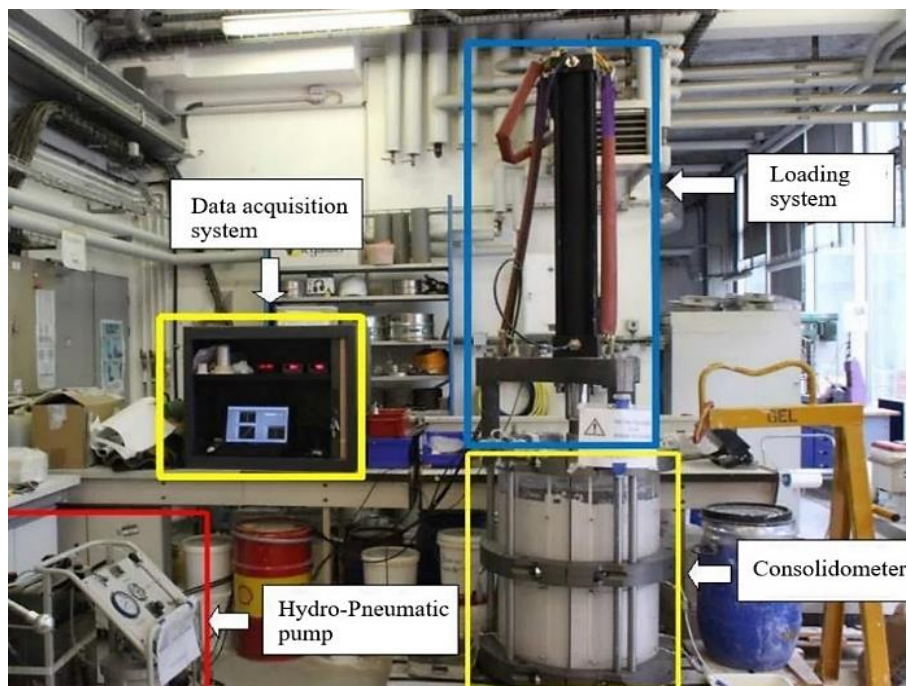 Data acquisition
system
Loading
system
GEL
Consolidometer
Hydro-Pneumatic
pump